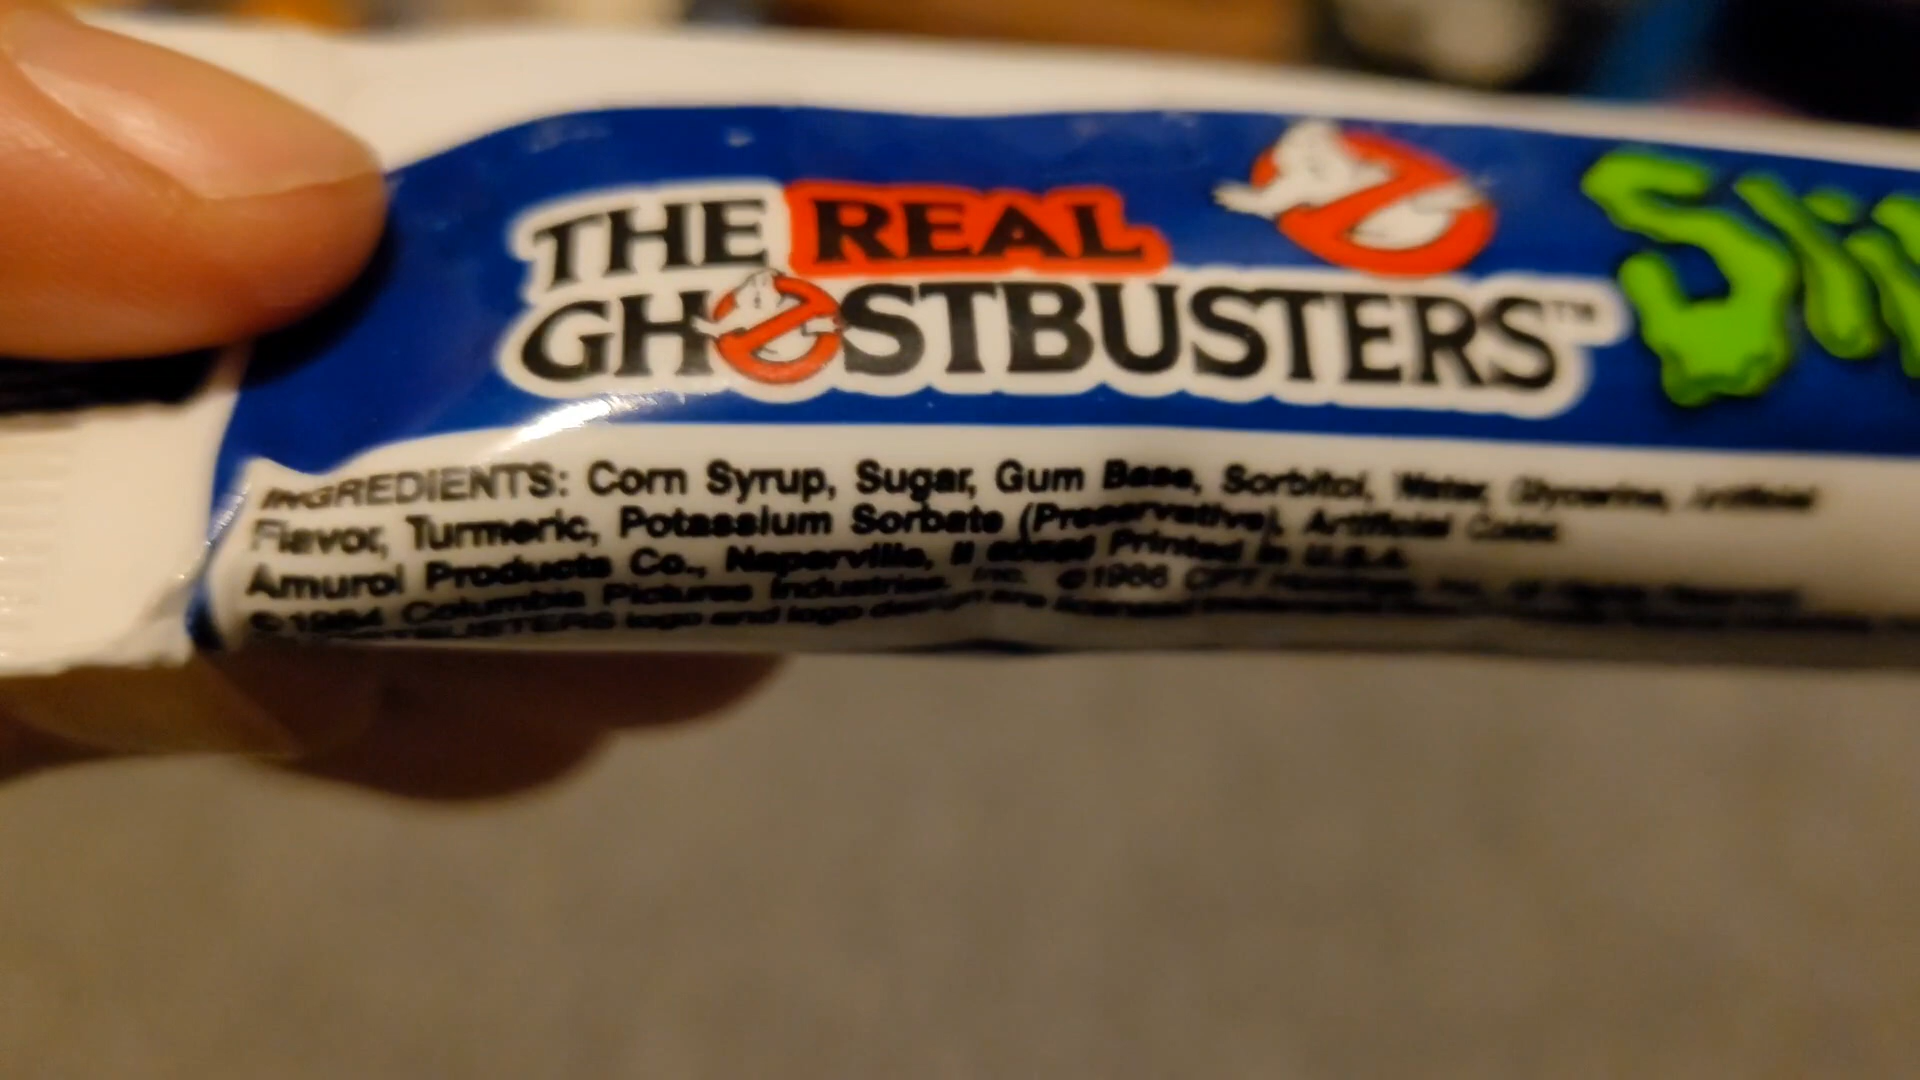 THE REAL
GHOSTBUSTERS™
INGREDIENTS: Corn Syrup, Sugar, Gum Base, Sorbitol, Water, Glycerine, Artificial
Flavor, Turmeric, Potassium Sorbate (Preservative), Artificial Color.
Amurol Products Co., Naperville, Il Printed in U.S.A.
©1984 Columbia Pictures Industries, Inc. ©1986
GHOSTBUSTERS logo and logo design are